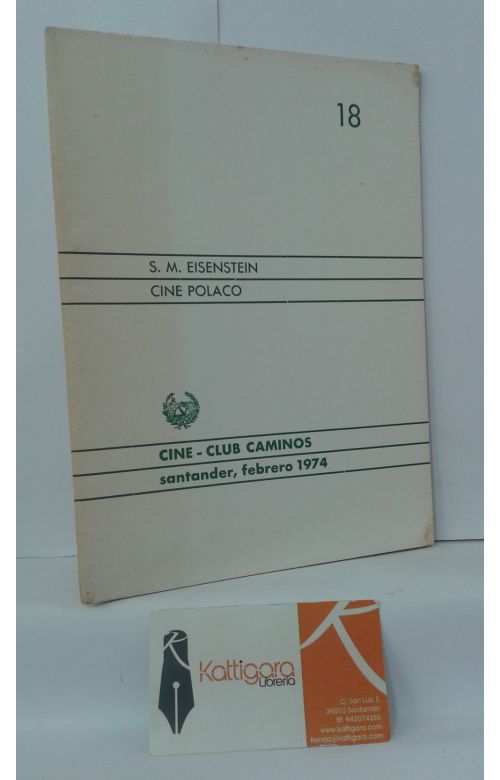 18
S. M. EISENSTEIN
CINE POLACO
CINE - CLUB CAMINOS
santander, febrero 1974
Kattigara
Librería
C/ San Luis, 5
39010 Santander
tlf: 942074286
www.kattigara.com
tienda@kattigara.com